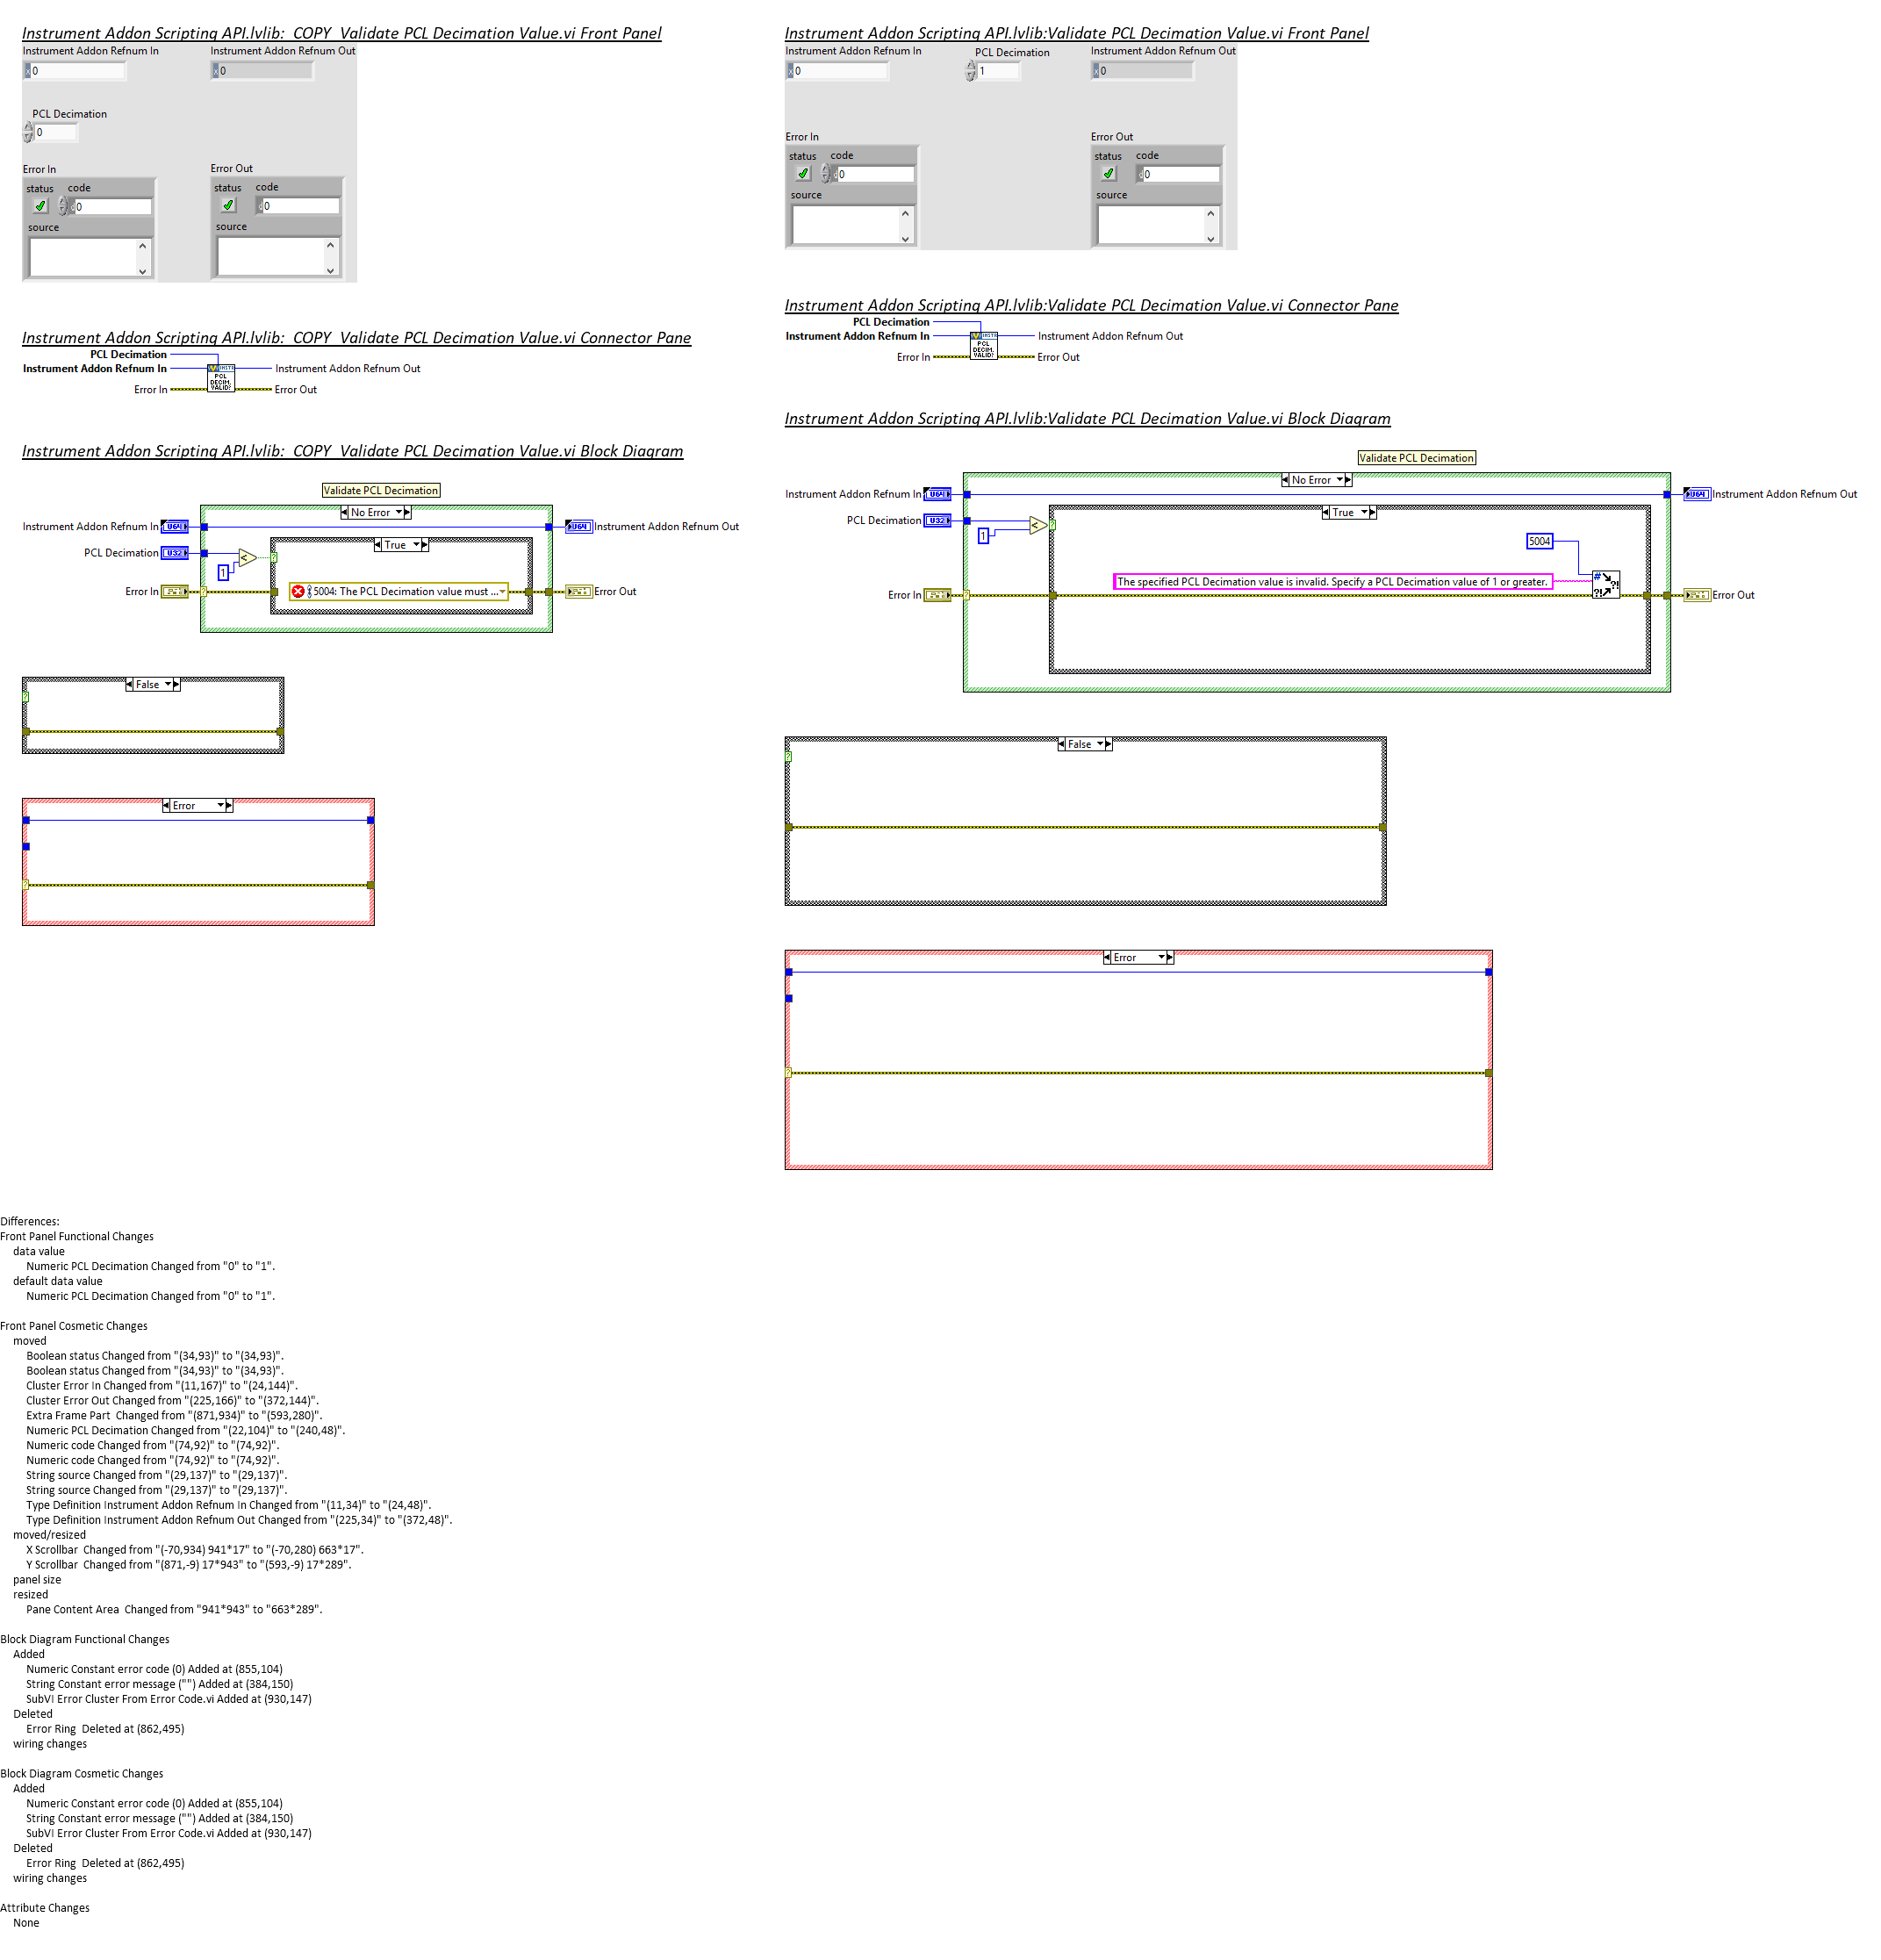 Instrument Addon Scripting API.lvlib:  COPY  Validate PCL Decimation Value.vi Front Panel
Instrument Addon Refnum In
Instrument Addon Refnum Out
x 0
x 0
PCL Decimation
0
Error In
Error Out
status
code
status
code
d 0
d 0
source
source
Instrument Addon Scripting API.lvlib:  COPY  Validate PCL Decimation Value.vi Connector Pane
PCL Decimation
Instrument Addon Refnum In
Instrument Addon Refnum Out
INSTR
PCL
DECIM.
VALID?
Error In
Error Out
Instrument Addon Scripting API.lvlib:  COPY  Validate PCL Decimation Value.vi Block Diagram
Validate PCL Decimation
No Error
Instrument Addon Refnum In
U64
U64
Instrument Addon Refnum Out
True
PCL Decimation
U32
<
?
1
Error In
?
5004: The PCL Decimation value must ...
Error Out
False
?
Error
?
Instrument Addon Scripting API.lvlib:Validate PCL Decimation Value.vi Front Panel
Instrument Addon Refnum In
PCL Decimation
Instrument Addon Refnum Out
x 0
1
x 0
Error In
Error Out
status
code
status
code
d 0
d 0
source
source
Instrument Addon Scripting API.lvlib:Validate PCL Decimation Value.vi Connector Pane
PCL Decimation
Instrument Addon Refnum In
Instrument Addon Refnum Out
INSTR
PCL
DECIM.
VALID?
Error In
Error Out
Instrument Addon Scripting API.lvlib:Validate PCL Decimation Value.vi Block Diagram
Validate PCL Decimation
No Error
Instrument Addon Refnum In
U64
U64
Instrument Addon Refnum Out
True
PCL Decimation
U32
<
?
1
5004
The specified PCL Decimation value is invalid. Specify a PCL Decimation value of 1 or greater.
#
?!
?!
Error In
?
Error Out
False
?
Error
?
Differences:
Front Panel Functional Changes
data value
Numeric PCL Decimation Changed from "0" to "1".
default data value
Numeric PCL Decimation Changed from "0" to "1".
Front Panel Cosmetic Changes
moved
Boolean status Changed from "(34,93)" to "(34,93)".
Boolean status Changed from "(34,93)" to "(34,93)".
Cluster Error In Changed from "(11,167)" to "(24,144)".
Cluster Error Out Changed from "(225,166)" to "(372,144)".
Extra Frame Part  Changed from "(871,934)" to "(593,280)".
Numeric PCL Decimation Changed from "(22,104)" to "(240,48)".
Numeric code Changed from "(74,92)" to "(74,92)".
Numeric code Changed from "(74,92)" to "(74,92)".
String source Changed from "(29,137)" to "(29,137)".
String source Changed from "(29,137)" to "(29,137)".
Type Definition Instrument Addon Refnum In Changed from "(11,34)" to "(24,48)".
Type Definition Instrument Addon Refnum Out Changed from "(225,34)" to "(372,48)".
moved/resized
X Scrollbar  Changed from "(-70,934) 941*17" to "(-70,280) 663*17".
Y Scrollbar  Changed from "(871,-9) 17*943" to "(593,-9) 17*289".
panel size
resized
Pane Content Area  Changed from "941*943" to "663*289".
Block Diagram Functional Changes
Added
Numeric Constant error code (0) Added at (855,104)
String Constant error message ("") Added at (384,150)
SubVI Error Cluster From Error Code.vi Added at (930,147)
Deleted
Error Ring  Deleted at (862,495)
wiring changes
Block Diagram Cosmetic Changes
Added
Numeric Constant error code (0) Added at (855,104)
String Constant error message ("") Added at (384,150)
SubVI Error Cluster From Error Code.vi Added at (930,147)
Deleted
Error Ring  Deleted at (862,495)
wiring changes
Attribute Changes
None